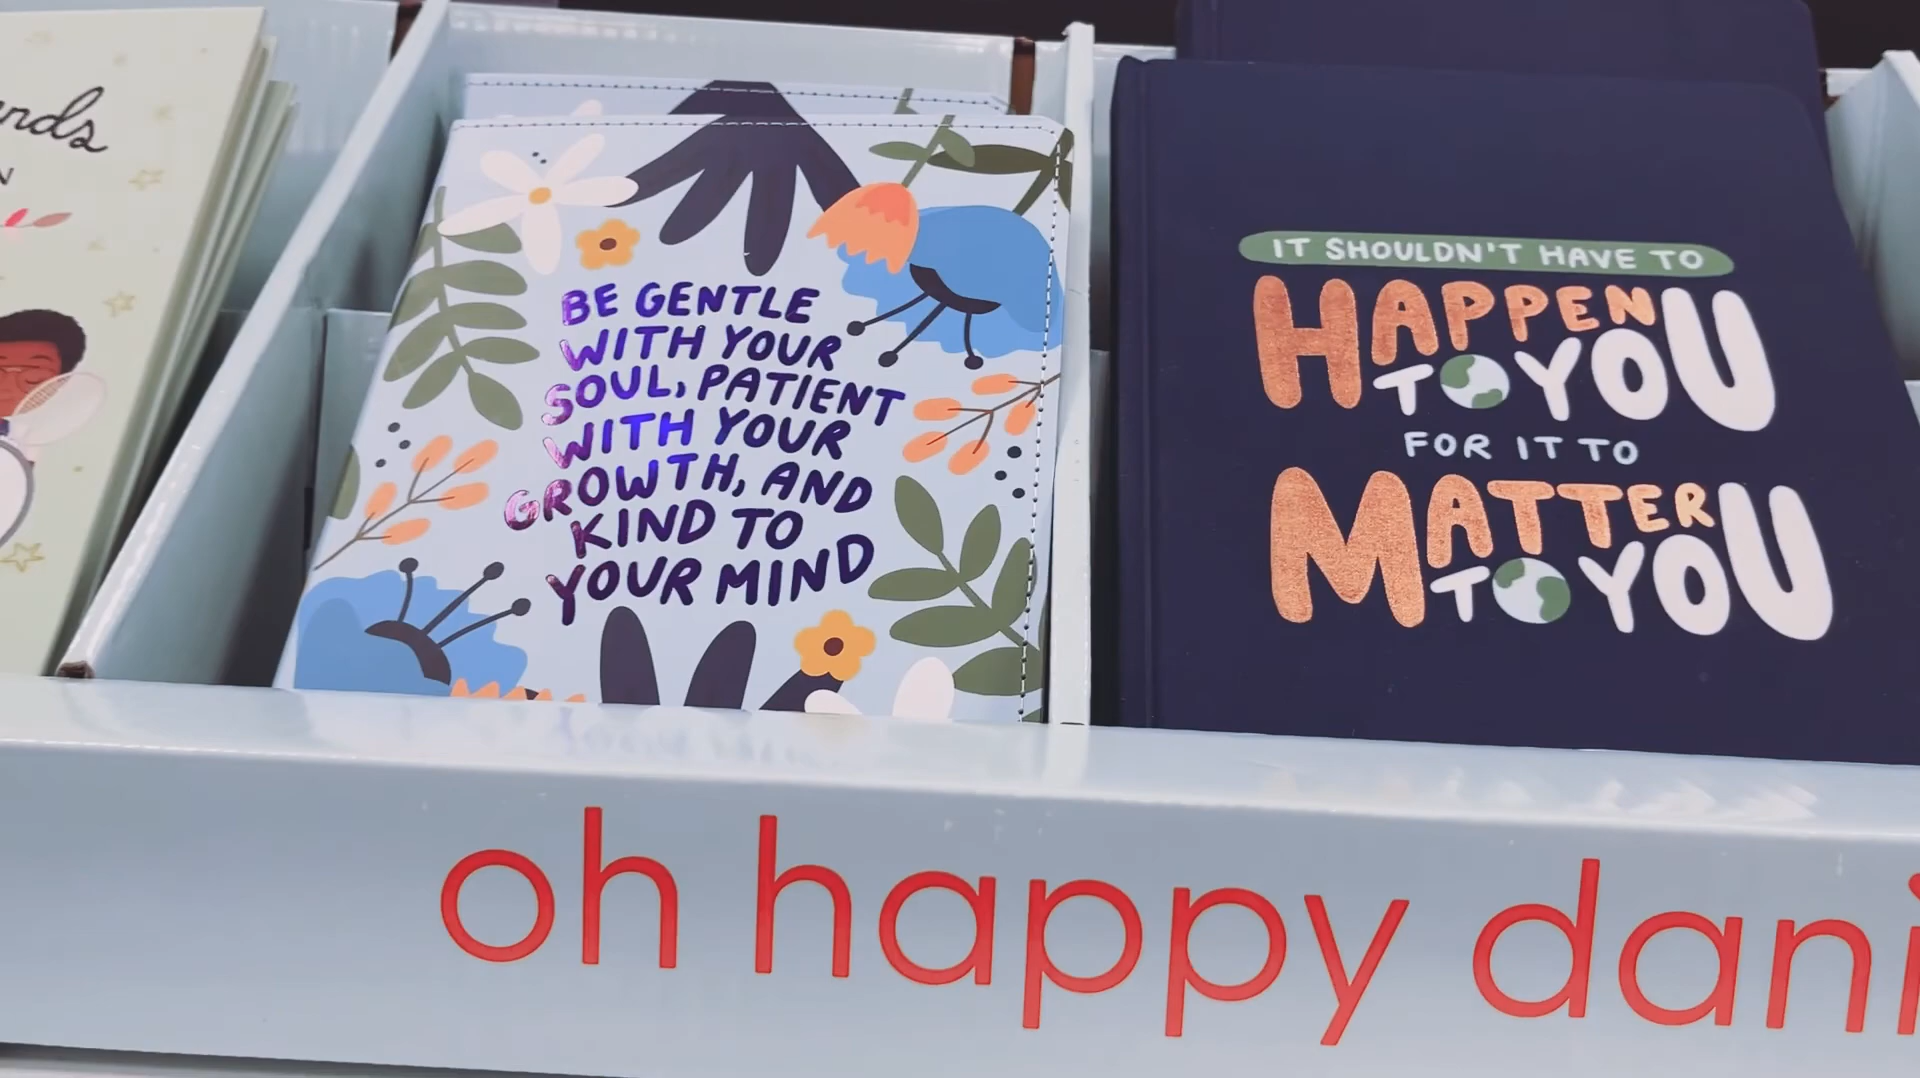 BE GENTLE
WITH YOUR
SOUL, PATIENT
WITH YOUR
GROWTH, AND
KIND TO
YOUR MIND
IT SHOULDN'T HAVE TO
HAPPEN
TO YOU
FOR IT TO
MATTER
TO YOU
oh happy dani